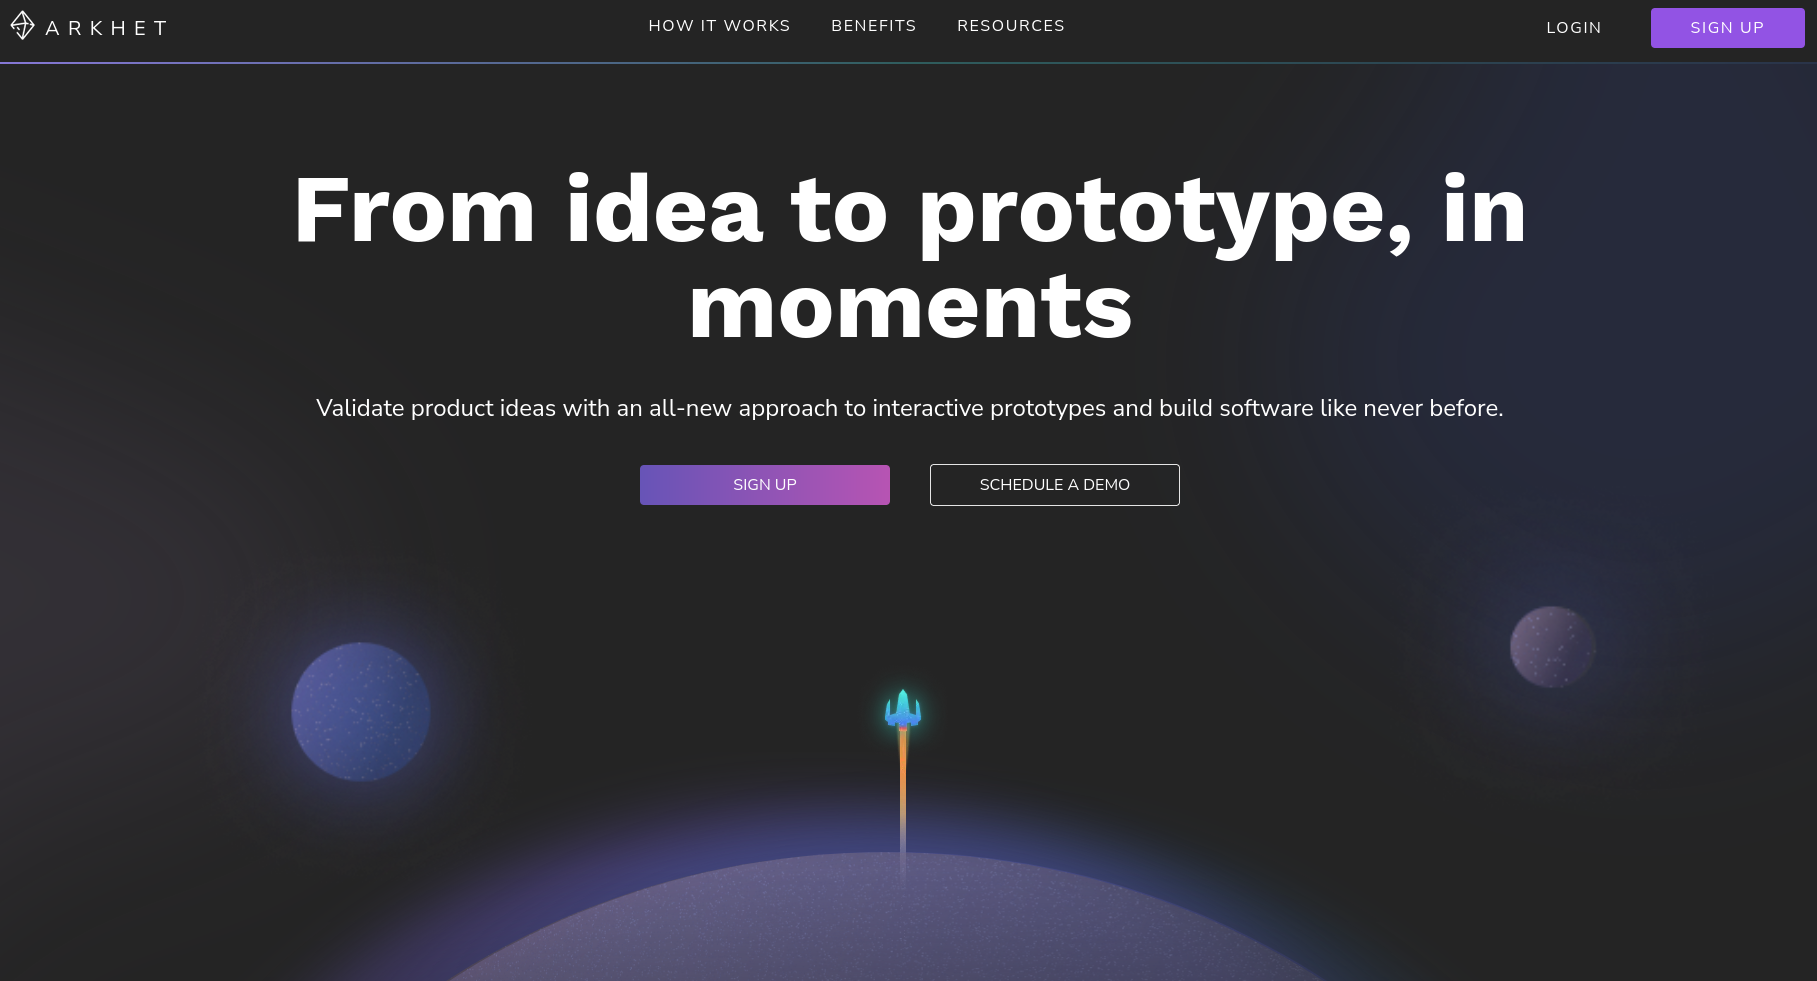 ARKHET
HOW IT WORKS
BENEFITS
RESOURCES
LOGIN
SIGN UP
From idea to prototype, in
moments
Validate product ideas with an all-new approach to interactive prototypes and build software like never before.
SIGN UP
SCHEDULE A DEMO